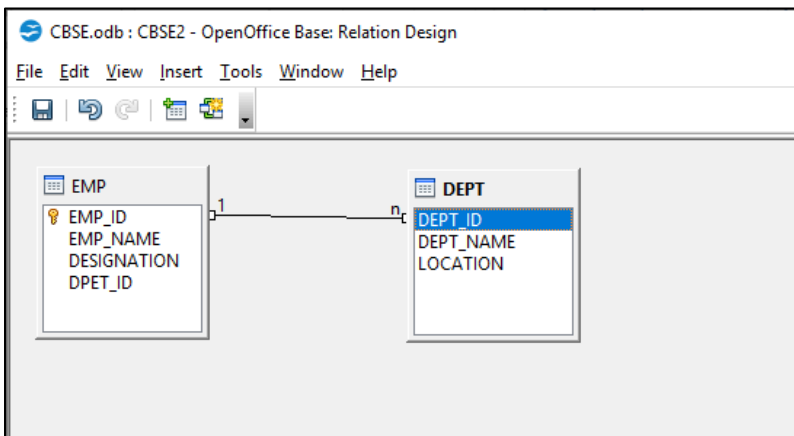 CBSE.odb : CBSE2 - OpenOffice Base: Relation Design
File Edit View Insert Tools Window Help
EMP
EMP_ID
EMP_NAME
DESIGNATION
DPET_ID
1
n
DEPT
DEPT_ID
DEPT_NAME
LOCATION